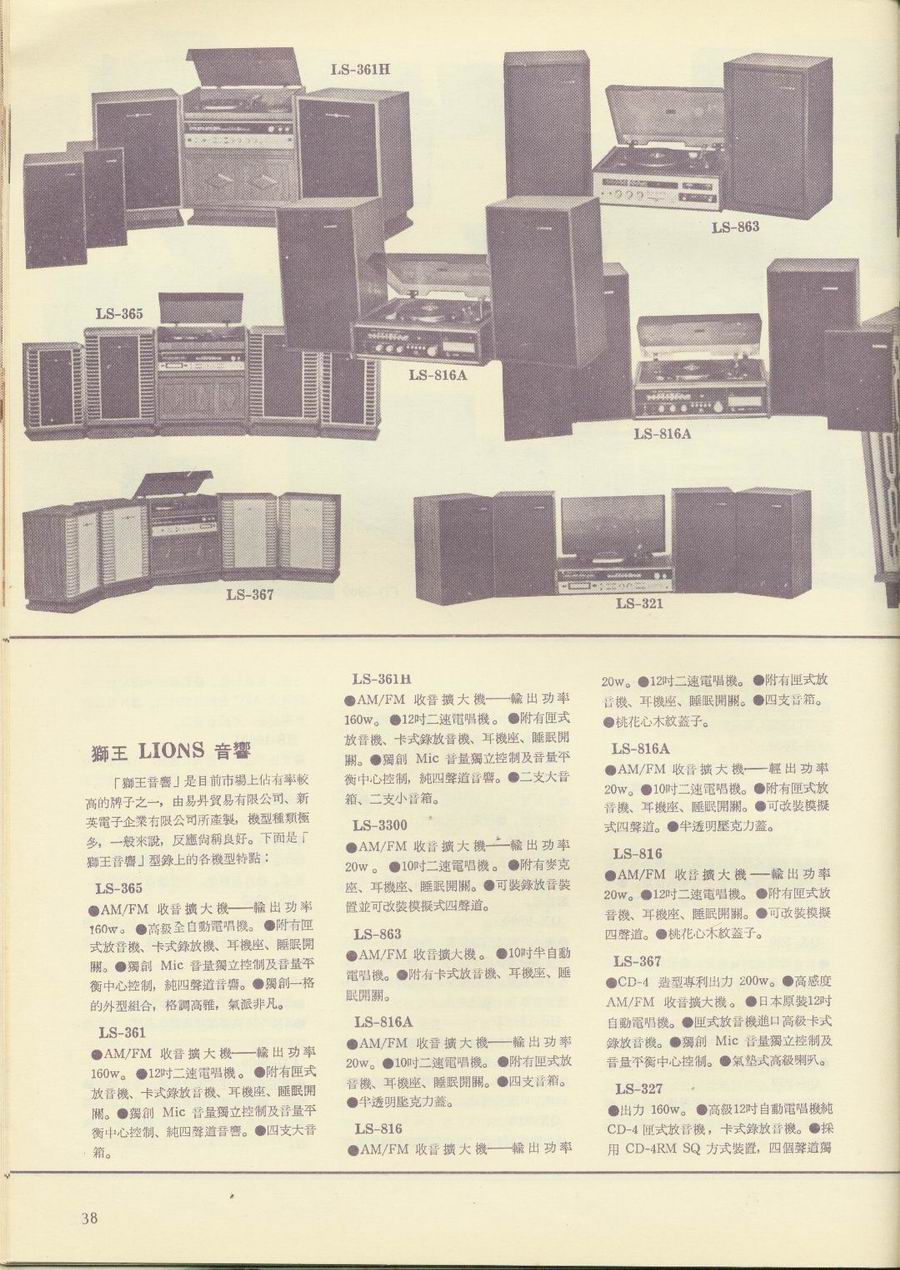 LS-361H
LS-863
LS-365
LS-816A
LS-816A
LS-367
LS-321
獅王 LIONS 音響
「獅王音響」是目前市場上佔有率較
高的牌子之一，由易昇貿易有限公司、新
英電子企業有限公司所產製，機型種類極
多，一般來說，反應尙稱良好。下面是「
獅王音響」型錄上的各機型特點：
LS-365
●AM/FM 收音擴大機──輸出功率
160w。●高級全自動電唱機。●附有匣
式放音機、卡式錄放機、耳機座、睡眠開
關。●獨創 Mic 音量獨立控制及音量平
衡中心控制，純四聲道音響。●獨創一格
的外型組合，格調高雅，氣派非凡。
LS-361
●AM/FM 收音擴大機──輸出功率
160w。●12吋二速電唱機。●附有匣式
放音機、卡式錄放音機、耳機座、睡眠開
關。●獨創 Mic 音量獨立控制及音量平
衡中心控制、純四聲道音響。●四支大音
箱。
LS-361H
●AM/FM 收音擴大機──輸出功率
160w。●12吋二速電唱機。●附有匣式
放音機、卡式錄放音機、耳機座、睡眠開
關。●獨創 Mic 音量獨立控制及音量平
衡中心控制，純四聲道音響。●二支大音
箱、二支小音箱。
LS-3300
●AM/FM 收音擴大機──輸出功率
20w。●10吋二速電唱機。●附有麥克
座、耳機座、睡眠開關。●可裝錄放音裝
置並可改裝模擬式四聲道。
LS-863
●AM/FM 收音擴大機。●10吋半自動
電唱機。●附有卡式放音機、耳機座、睡
眠開關。
LS-816A
●AM/FM 收音擴大機──輸出功率
20w。●10吋二速電唱機。●附有匣式放
音機、耳機座、睡眠開關。●四支音箱。
●半透明壓克力蓋。
LS-816
●AM/FM 收音擴大機──輸出功率
20w。●12吋二速電唱機。●附有匣式放
音機、耳機座、睡眠開關。●四支音箱。
●桃花心木紋蓋子。
LS-816A
●AM/FM 收音擴大機──輕出功率
20w。●10吋二速電唱機。●附有匣式放
音機、耳機座、睡眠開關。●可改裝模擬
式四聲道。●半透明壓克力蓋。
LS-816
●AM/FM 收音擴大機──輸出功率
20w。●12吋二速電唱機。●附有匣式放
音機、耳機座、睡眠開關。●可改裝模擬
四聲道。●桃花心木紋蓋子。
LS-367
●CD-4 造型專利出力 200w。●高感度
AM/FM 收音擴大機。●日本原裝12吋
自動電唱機。●匣式放音機進口高級卡式
錄放音機。●獨創 Mic 音量獨立控制及
音量平衡中心控制。●氣墊式高級喇叭。
LS-327
●出力 160w。●高級12吋自動電唱機純
CD-4 匣式放音機，卡式錄放音機。●採
用 CD-4RM SQ 方式裝置，四個聲道獨
38